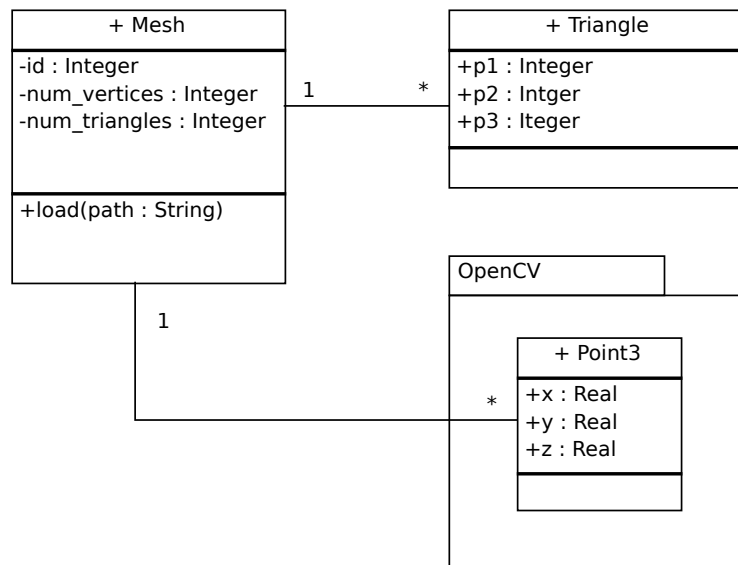 + Mesh
-id : Integer
-num_vertices : Integer
-num_triangles : Integer
+load(path : String)
1
*
+ Triangle
+p1 : Integer
+p2 : Intger
+p3 : Iteger
1
*
OpenCV
+ Point3
+x : Real
+y : Real
+z : Real